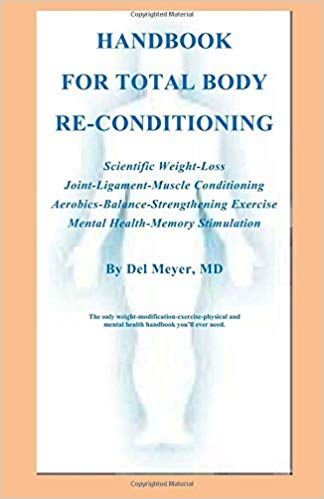 HANDBOOK
FOR TOTAL BODY
RE-CONDITIONING
Scientific Weight-Loss
Joint-Ligament-Muscle Conditioning
Aerobics-Balance-Strengthening Exercise
Mental Health-Memory Stimulation
By Del Meyer, MD
The only weight-modification-exercise-physical and
mental health handbook you'll ever need.